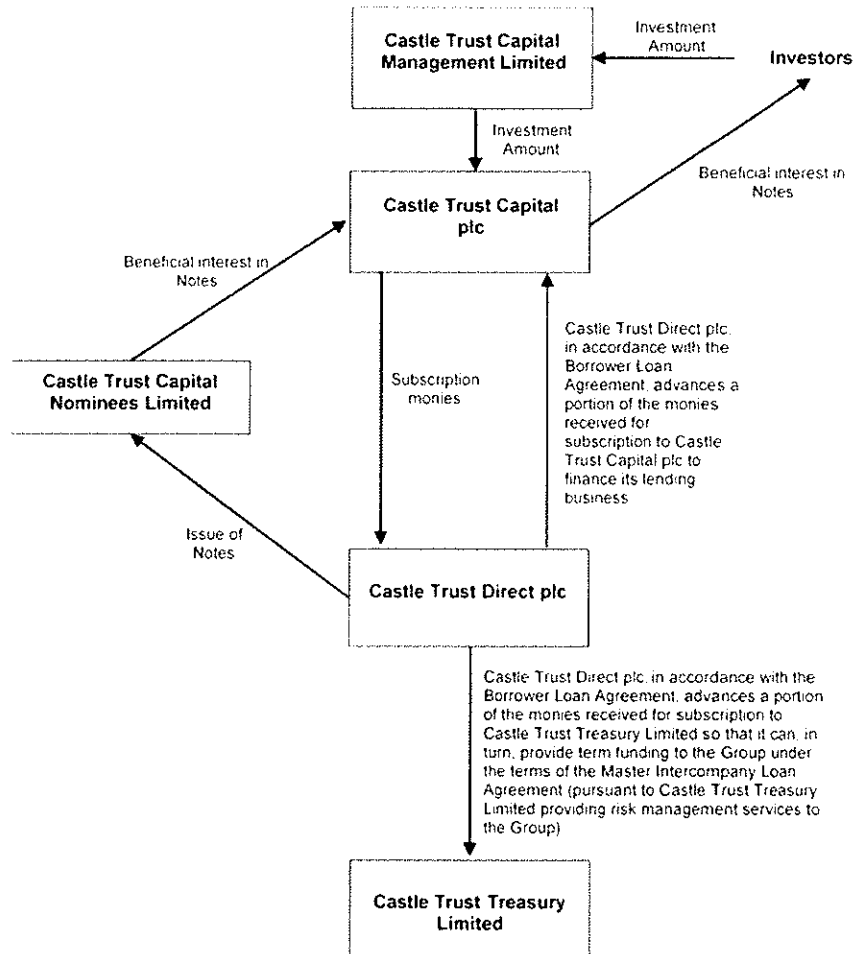 Castle Trust Capital
Management Limited
Investment
Amount
Investors
Investment
Amount
Castle Trust Capital
plc
Beneficial interest in
Notes
Beneficial interest in
Notes
Castle Trust Capital
Nominees Limited
Subscription
monies
Castle Trust Direct plc,
in accordance with the
Borrower Loan
Agreement, advances a
portion of the monies
received for
subscription to Castle
Trust Capital plc to
finance its lending
business
Issue of
Notes
Castle Trust Direct plc
Castle Trust Direct plc, in accordance with the
Borrower Loan Agreement, advances a portion
of the monies received for subscription to
Castle Trust Treasury Limited so that it can, in
turn, provide term funding to the Group under
the terms of the Master Intercompany Loan
Agreement (pursuant to Castle Trust Treasury
Limited providing risk management services to
the Group)
Castle Trust Treasury
Limited